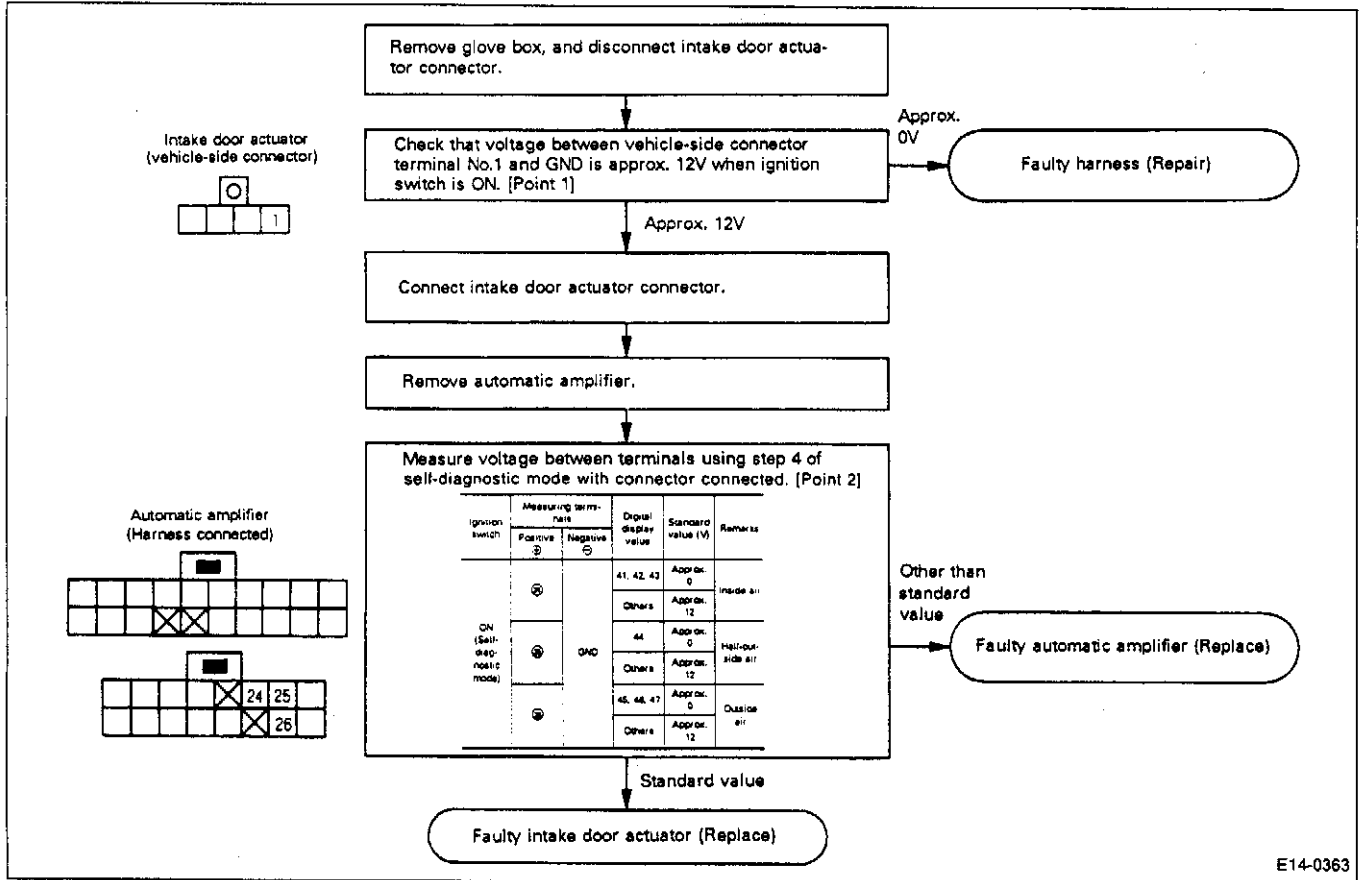 Remove glove box, and disconnect intake door actua-
tor connector.
Intake door actuator
(vehicle-side connector)
1
Check that voltage between vehicle-side connector
terminal No.1 and GND is approx. 12V when ignition
switch is ON. [Point 1]
Approx.
0V
Faulty harness (Repair)
Approx. 12V
Connect intake door actuator connector.
Remove automatic amplifier.
Measure voltage between terminals using step 4 of
self-diagnostic mode with connector connected. [Point 2]
Ignition
switch
Measuring termi-
nals
Positive
⊕
Negative
⊖
Digital
display
value
Standard
value (V)
Remarks
ON
(Self-
diag-
nostic
mode)
GND
41, 42, 43
Approx.
0
Others
Approx.
12
Inside air
44
Approx.
0
Others
Approx.
12
Half-out-
side air
45, 46, 47
Approx.
0
Others
Approx.
12
Outside
air
Automatic amplifier
(Harness connected)
24 25
26
Other than
standard
value
Faulty automatic amplifier (Replace)
Standard value
Faulty intake door actuator (Replace)
E14-0363